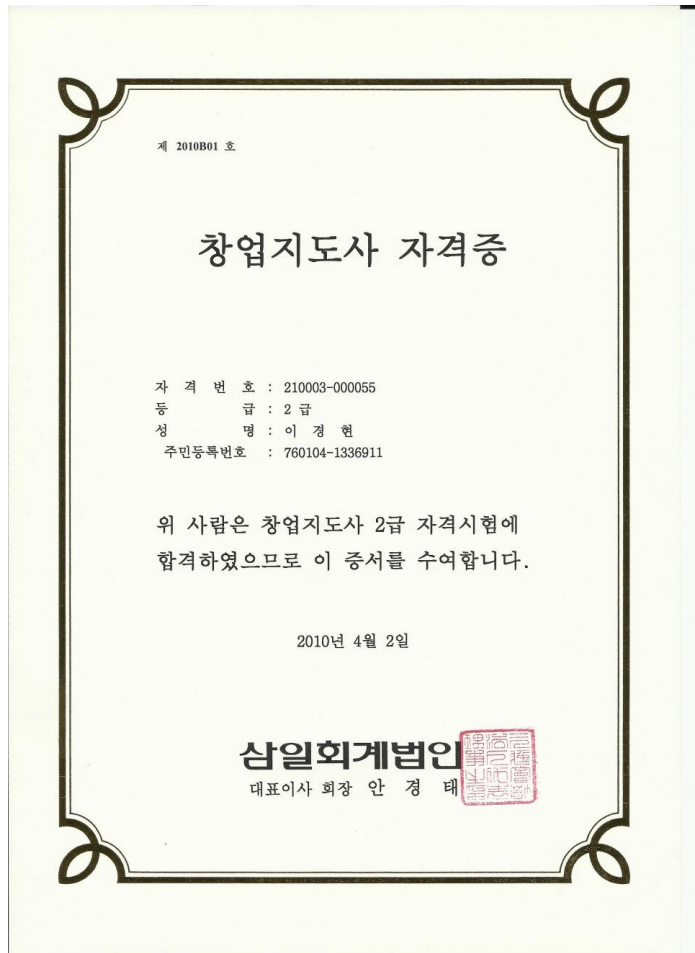 제 2010B01 호
창업지도사 자격증
자 격 번 호 : 210003-000055
등 급 : 2 급
성 명 : 이 경 현
주민등록번호 : 760104-1336911
위 사람은 창업지도사 2급 자격시험에
합격하였으므로 이 증서를 수여합니다.
2010년 4월 2일
삼일회계법인
대표이사 회장 안 경 태